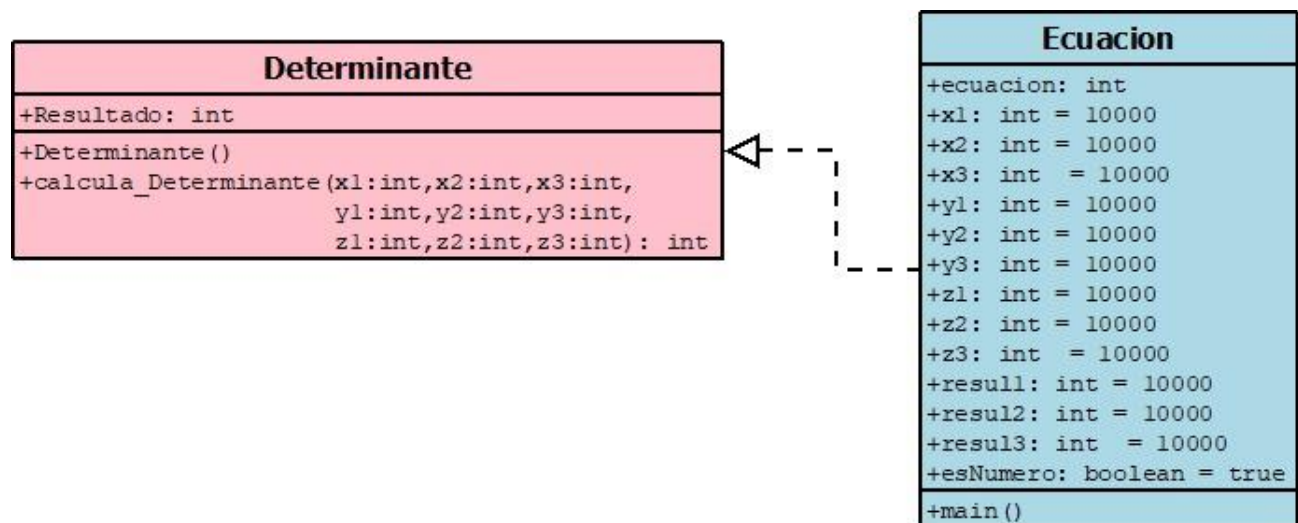 Determinante
+Resultado: int
+Determinante()
+calcula_Determinante(x1:int,x2:int,x3:int,
y1:int,y2:int,y3:int,
z1:int,z2:int,z3:int): int
Ecuacion
+ecuacion: int
+x1: int = 10000
+x2: int = 10000
+x3: int  = 10000
+y1: int = 10000
+y2: int = 10000
+y3: int = 10000
+z1: int = 10000
+z2: int = 10000
+z3: int  = 10000
+resul1: int = 10000
+resul2: int = 10000
+resul3: int  = 10000
+esNumero: boolean = true
+main()